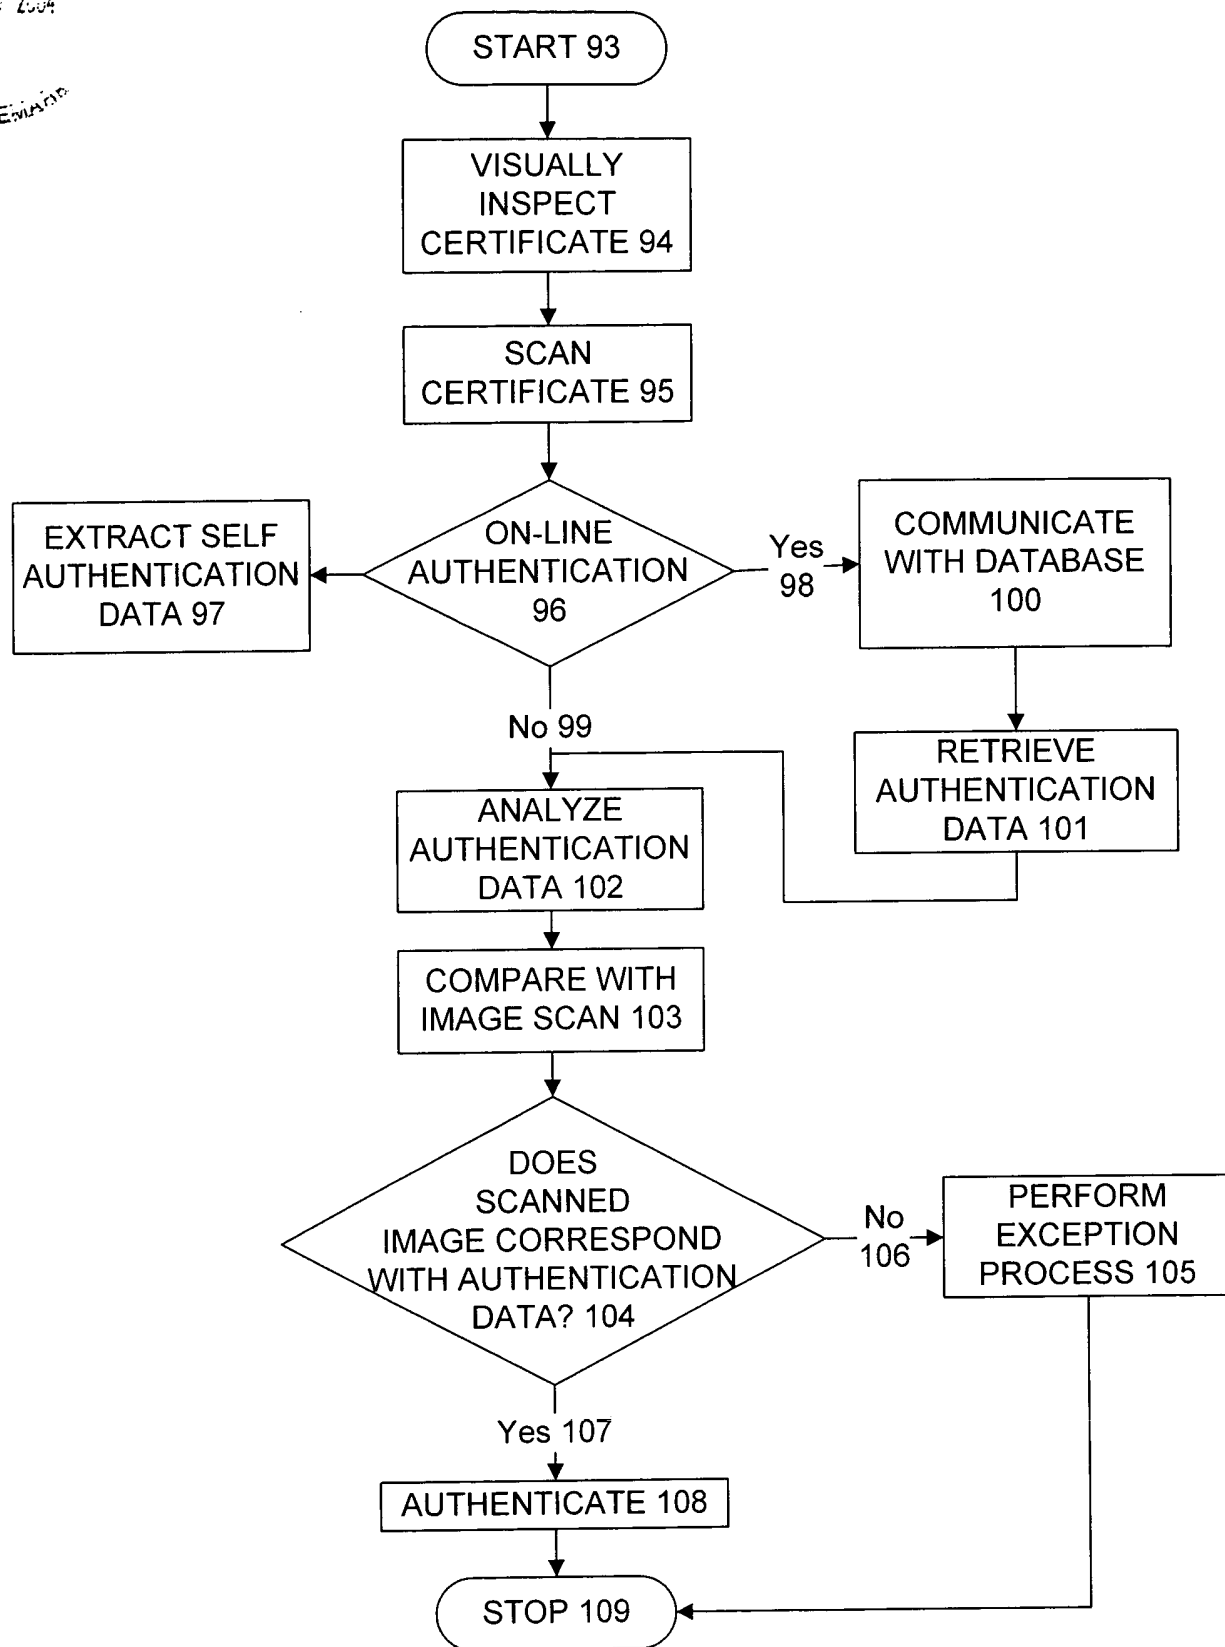 2004
START 93
VISUALLY
INSPECT
CERTIFICATE 94
SCAN
CERTIFICATE 95
ON-LINE
AUTHENTICATION
96
EXTRACT SELF
AUTHENTICATION
DATA 97
Yes
98
COMMUNICATE
WITH DATABASE
100
No 99
RETRIEVE
AUTHENTICATION
DATA 101
ANALYZE
AUTHENTICATION
DATA 102
COMPARE WITH
IMAGE SCAN 103
DOES
SCANNED
IMAGE CORRESPOND
WITH AUTHENTICATION
DATA? 104
No
106
PERFORM
EXCEPTION
PROCESS 105
Yes 107
AUTHENTICATE 108
STOP 109